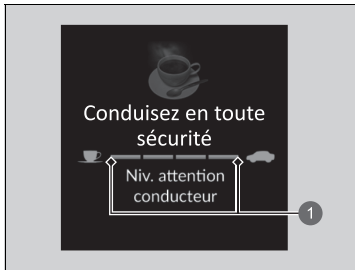 Conduisez en toute
sécurité
Niv. attention
conducteur
1